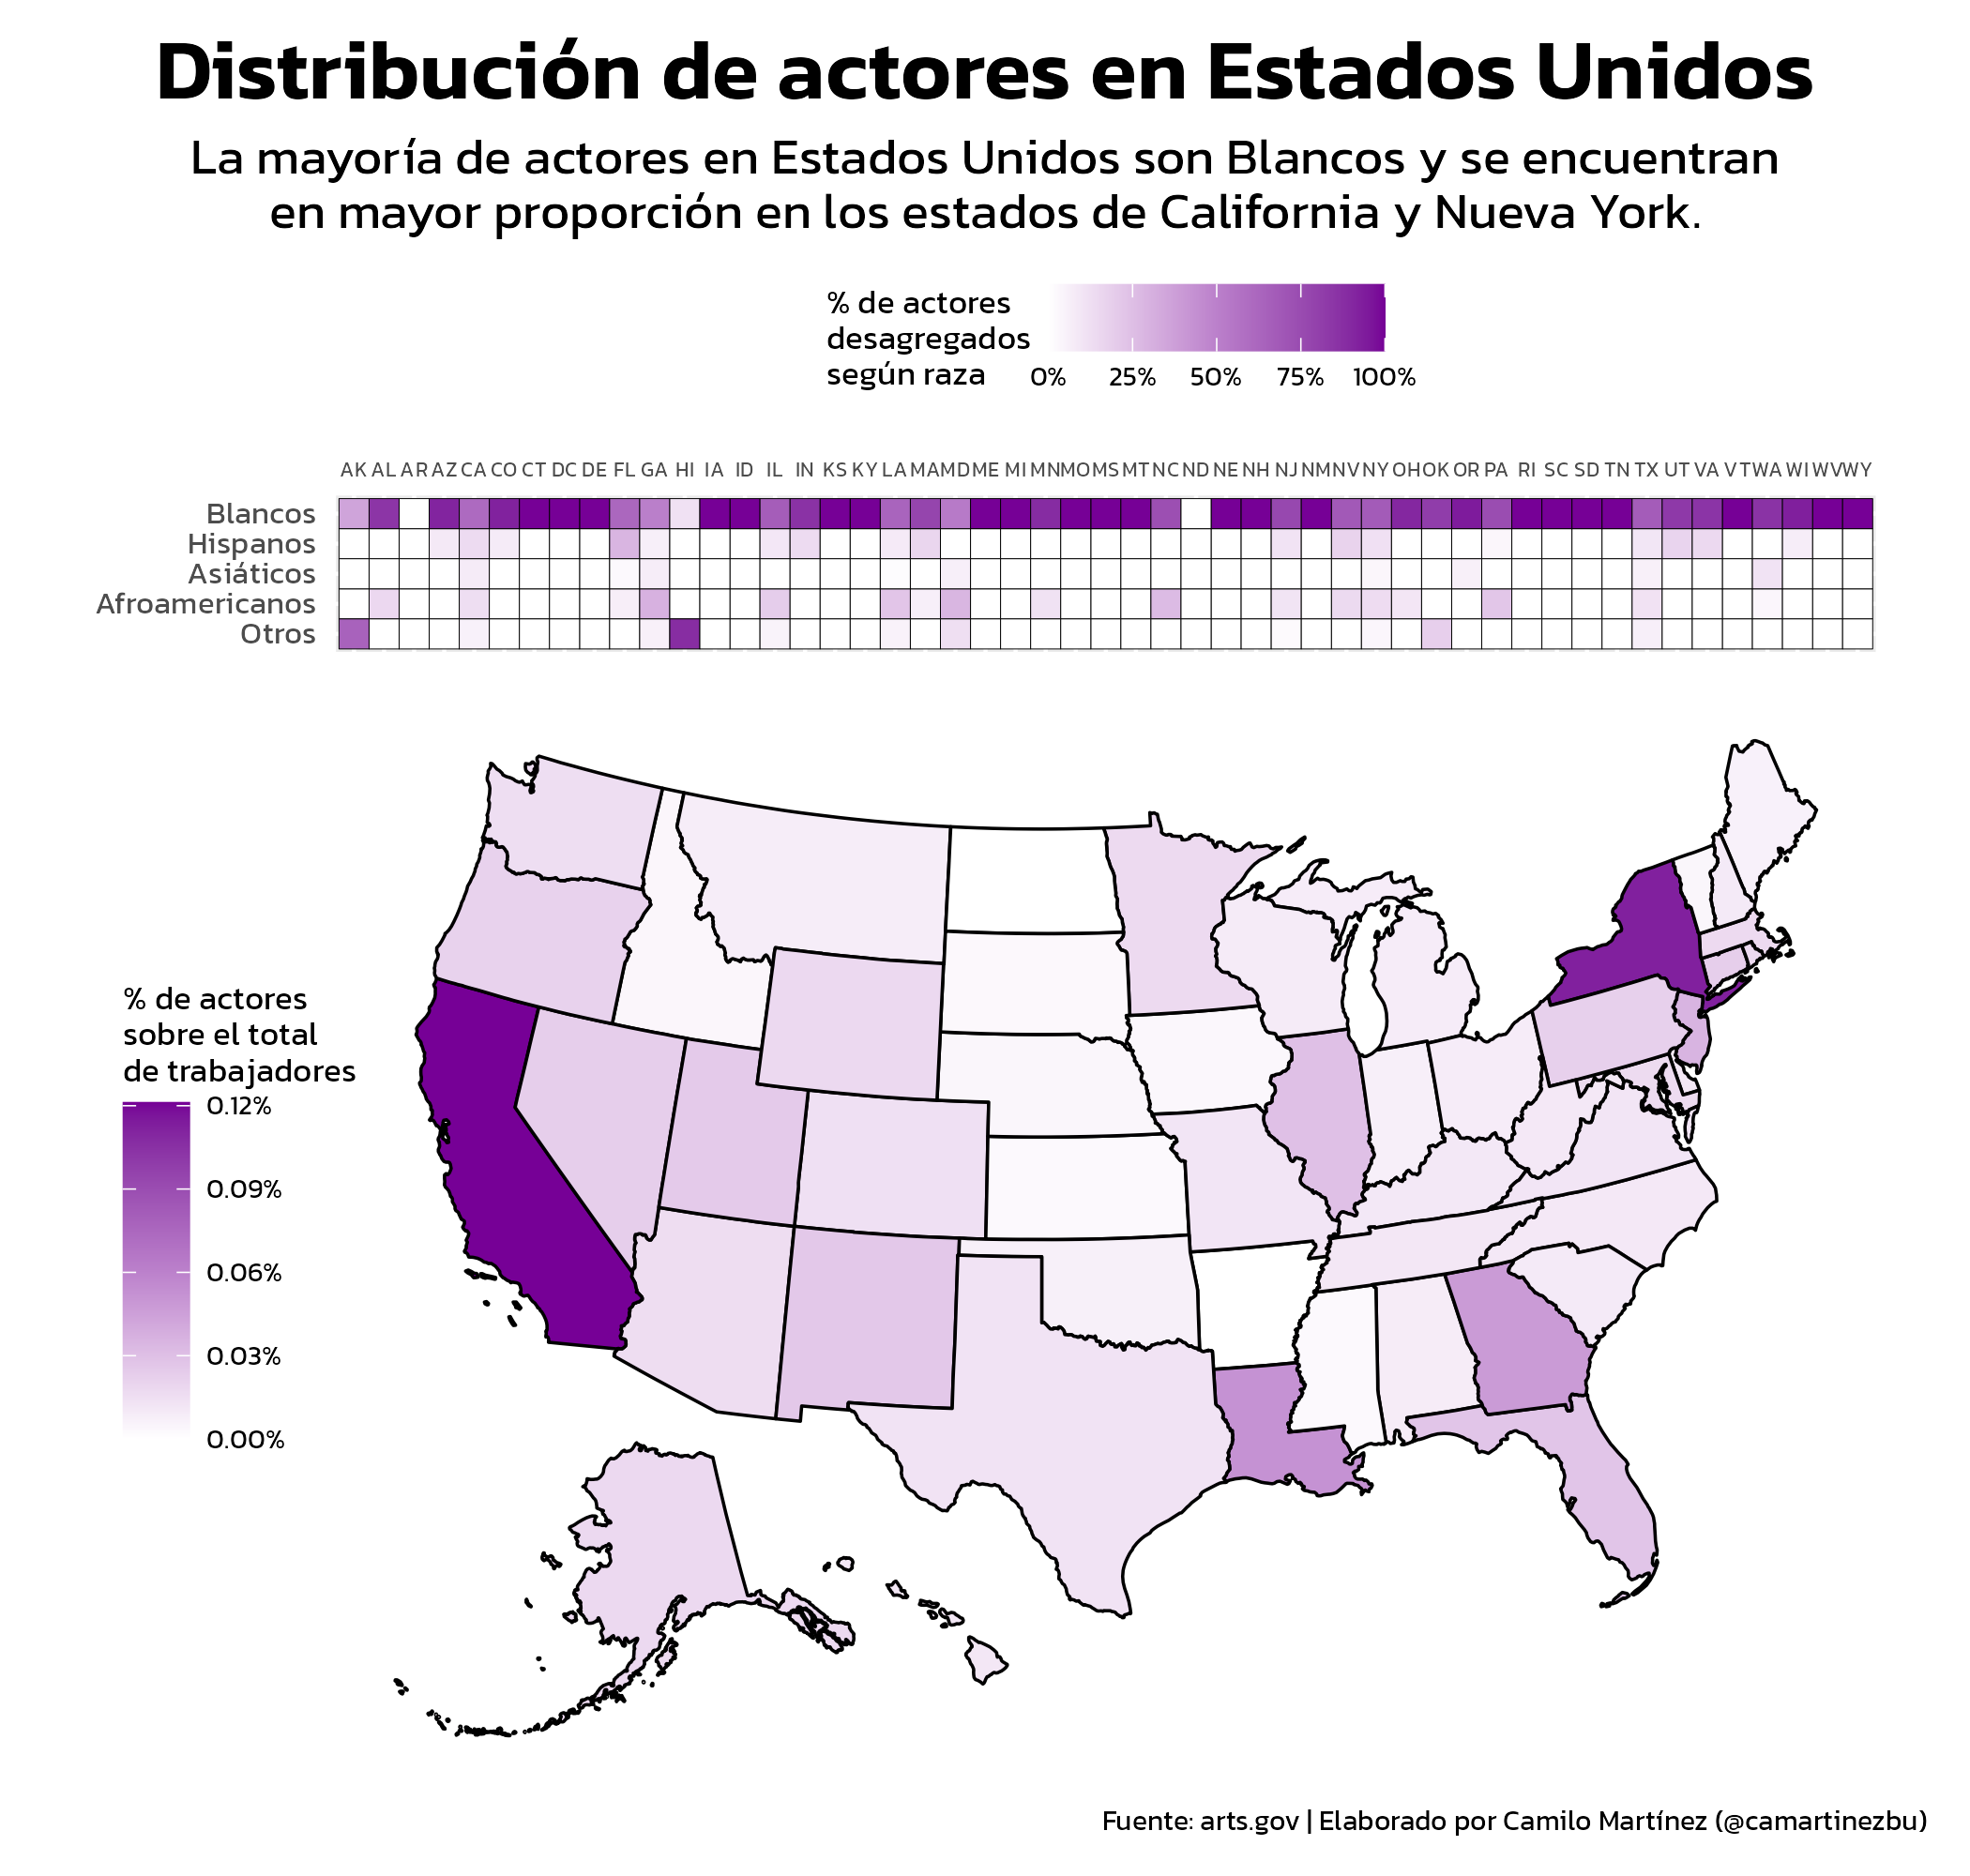 Distribución de actores en Estados Unidos
La mayoría de actores en Estados Unidos son Blancos y se encuentran
en mayor proporción en los estados de California y Nueva York.
% de actores
desagregados
según raza
0% 25% 50% 75% 100%
AK AL AR AZ CA CO CT DC DE FL GA HI IA ID IL IN KS KY LA MA MD ME MI MN MO MS MT NC ND NE NH NJ NM NV NY OH OK OR PA RI SC SD TN TX UT VA VT WA WI WV WY
Blancos
Hispanos
Asiáticos
Afroamericanos
Otros
% de actores
sobre el total
de trabajadores
0.12%
0.09%
0.06%
0.03%
0.00%
Fuente: arts.gov | Elaborado por Camilo Martínez (@camartinezbu)